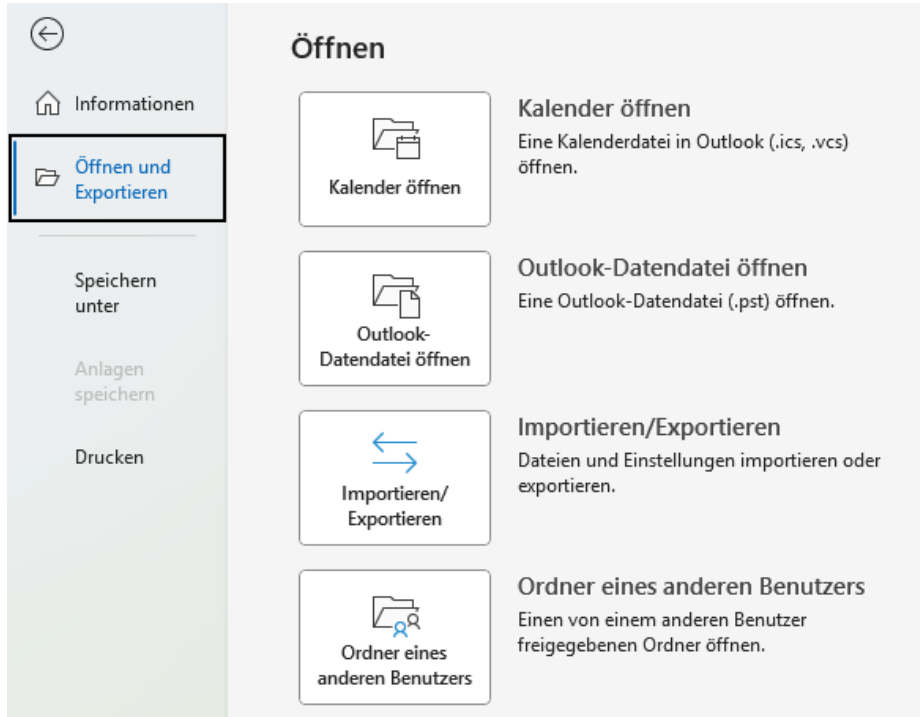 Informationen
Öffnen und
Exportieren
Speichern
unter
Anlagen
speichern
Drucken
Öffnen
Kalender öffnen
Kalender öffnen
Eine Kalenderdatei in Outlook (.ics, .vcs)
öffnen.
Outlook-
Datendatei öffnen
Outlook-Datendatei öffnen
Eine Outlook-Datendatei (.pst) öffnen.
Importieren/
Exportieren
Importieren/Exportieren
Dateien und Einstellungen importieren oder
exportieren.
Ordner eines
anderen Benutzers
Ordner eines anderen Benutzers
Einen von einem anderen Benutzer
freigegebenen Ordner öffnen.